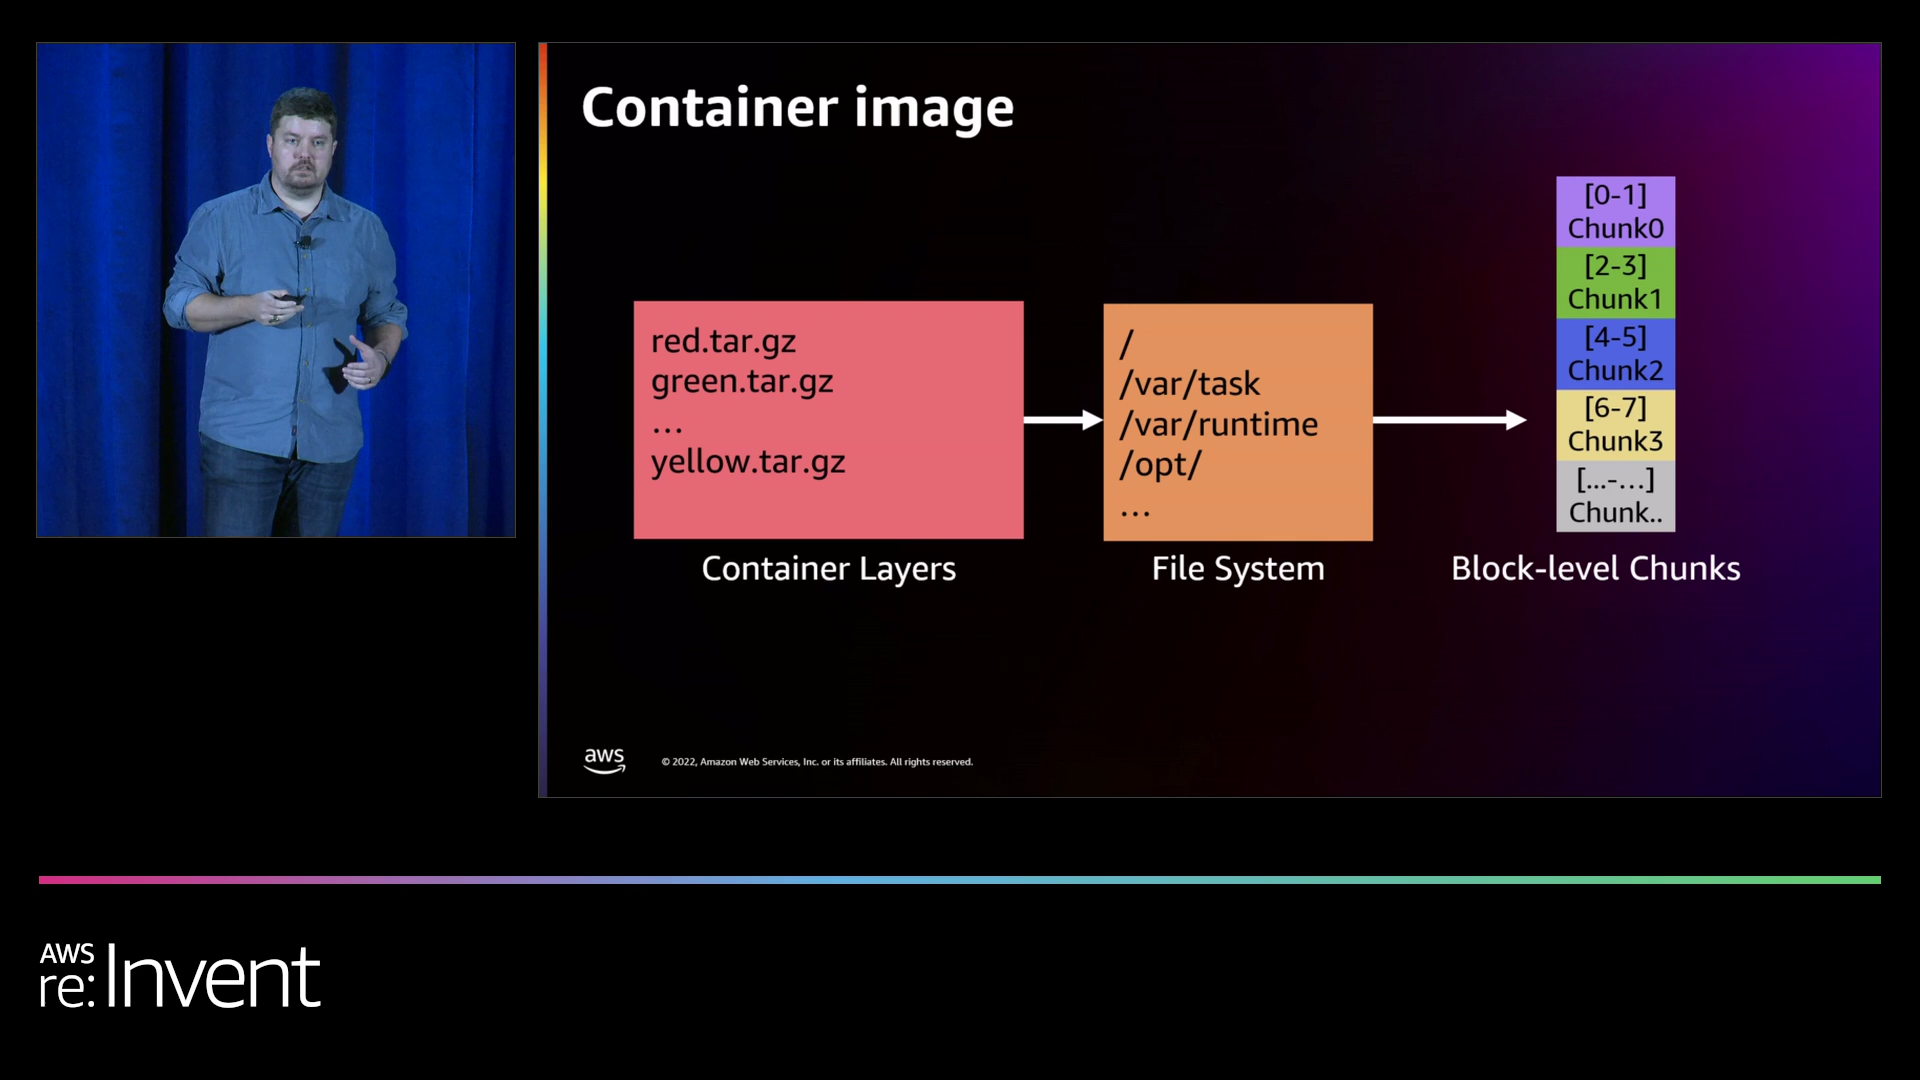 Container image
red.tar.gz
green.tar.gz
...
yellow.tar.gz
Container Layers
/
/var/task
/var/runtime
/opt/
...
File System
[0-1]
Chunk0
[2-3]
Chunk1
[4-5]
Chunk2
[6-7]
Chunk3
[...-...]
Chunk..
Block-level Chunks
aws
© 2022, Amazon Web Services, Inc. or its affiliates. All rights reserved.
AWS
re:Invent